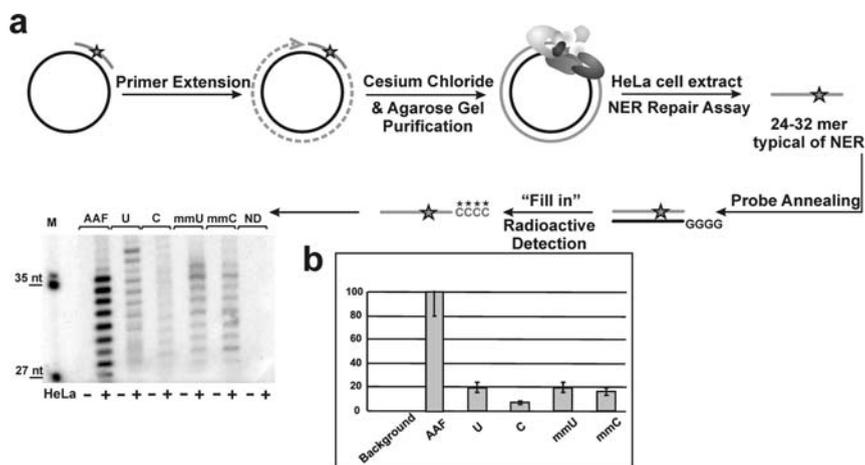 a
Primer Extension
Cesium Chloride
& Agarose Gel
Purification
HeLa cell extract
NER Repair Assay
24-32 mer
typical of NER
Probe Annealing
GGGG
"Fill in"
Radioactive
Detection
★★★★
CCCC
M AAF U C mmU mmC ND
35 nt
27 nt
HeLa - + - + - + - + - + - +
b
100
80
60
40
20
0
Background AAF U C mmU mmC